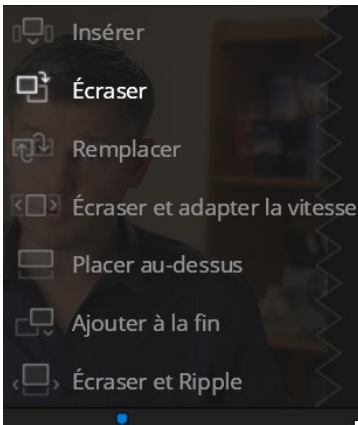 Insérer
Écraser
Remplacer
Écraser et adapter la vitesse
Placer au-dessus
Ajouter à la fin
Écraser et Ripple